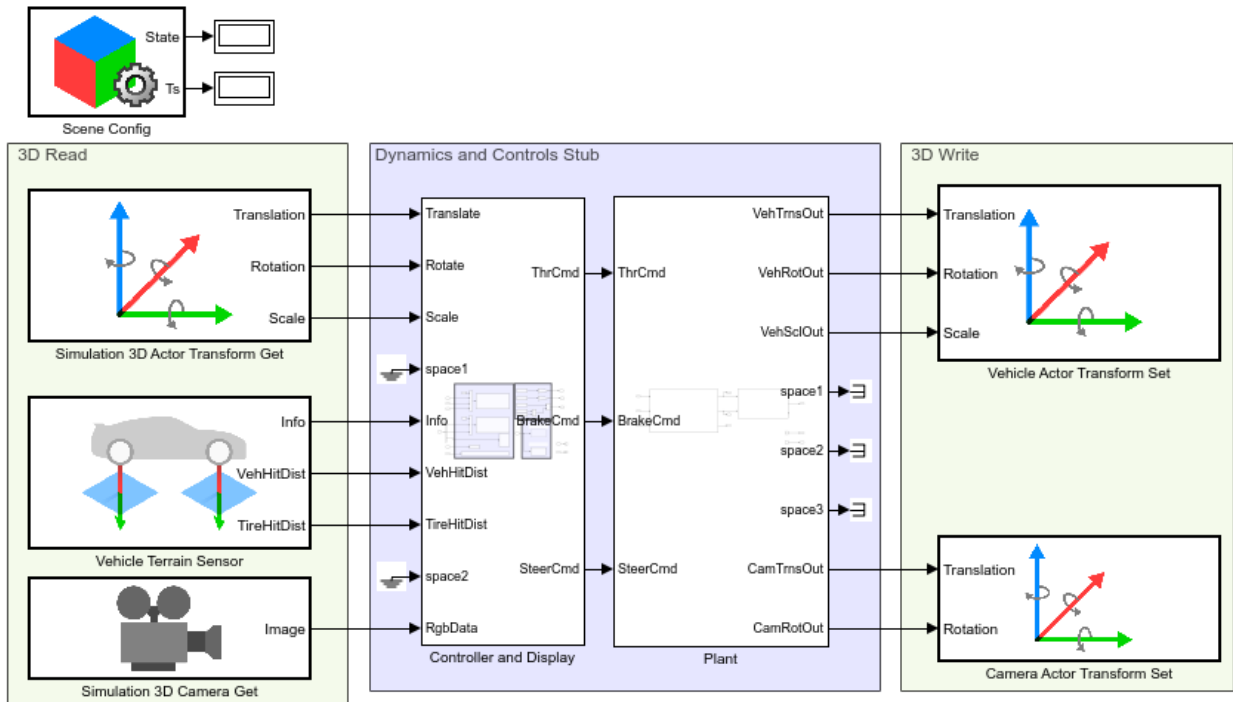 State
Ts
Scene Config
3D Read
Translation
Rotation
Scale
Simulation 3D Actor Transform Get
Info
VehHitDist
TireHitDist
Vehicle Terrain Sensor
Image
Simulation 3D Camera Get
Dynamics and Controls Stub
Translate
Rotate
Scale
space1
Info
VehHitDist
TireHitDist
space2
RgbData
ThrCmd
BrakeCmd
SteerCmd
Controller and Display
ThrCmd
BrakeCmd
SteerCmd
VehTrnsOut
VehRotOut
VehSclOut
space1
space2
space3
CamTrnsOut
CamRotOut
Plant
3D Write
Translation
Rotation
Scale
Vehicle Actor Transform Set
Translation
Rotation
Camera Actor Transform Set